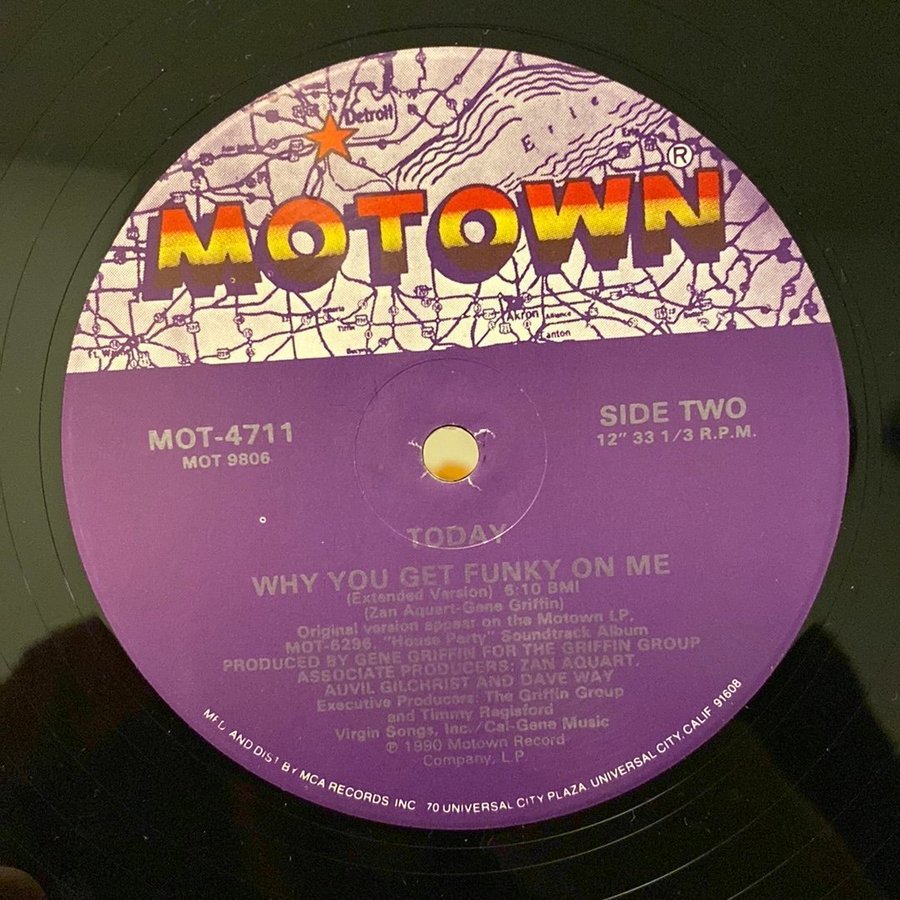 Detroit
Erie
®
MOTOWN
Akron
Alliance
Canton
MOT-4711
MOT 9806
SIDE TWO
12" 33 1/3 R.P.M.
TODAY
WHY YOU GET FUNKY ON ME
(Extended Version) 6:10 BMI
(Zan Aquart-Gene Griffin)
Original version appear on the Motown LP,
MOT-6296, "House Party" Soundtrack Album
PRODUCED BY GENE GRIFFIN FOR THE GRIFFIN GROUP
ASSOCIATE PRODUCERS: ZAN AQUART,
AUVIL GILCHRIST AND DAVE WAY
Executive Producers: The Griffin Group
and Timmy Regisford
Virgin Songs, Inc./Cal-Gene Music
℗ 1990 Motown Record
Company, L.P.
MFD. AND DIST BY MCA RECORDS INC 70 UNIVERSAL CITY PLAZA, UNIVERSAL CITY, CALIF 91608